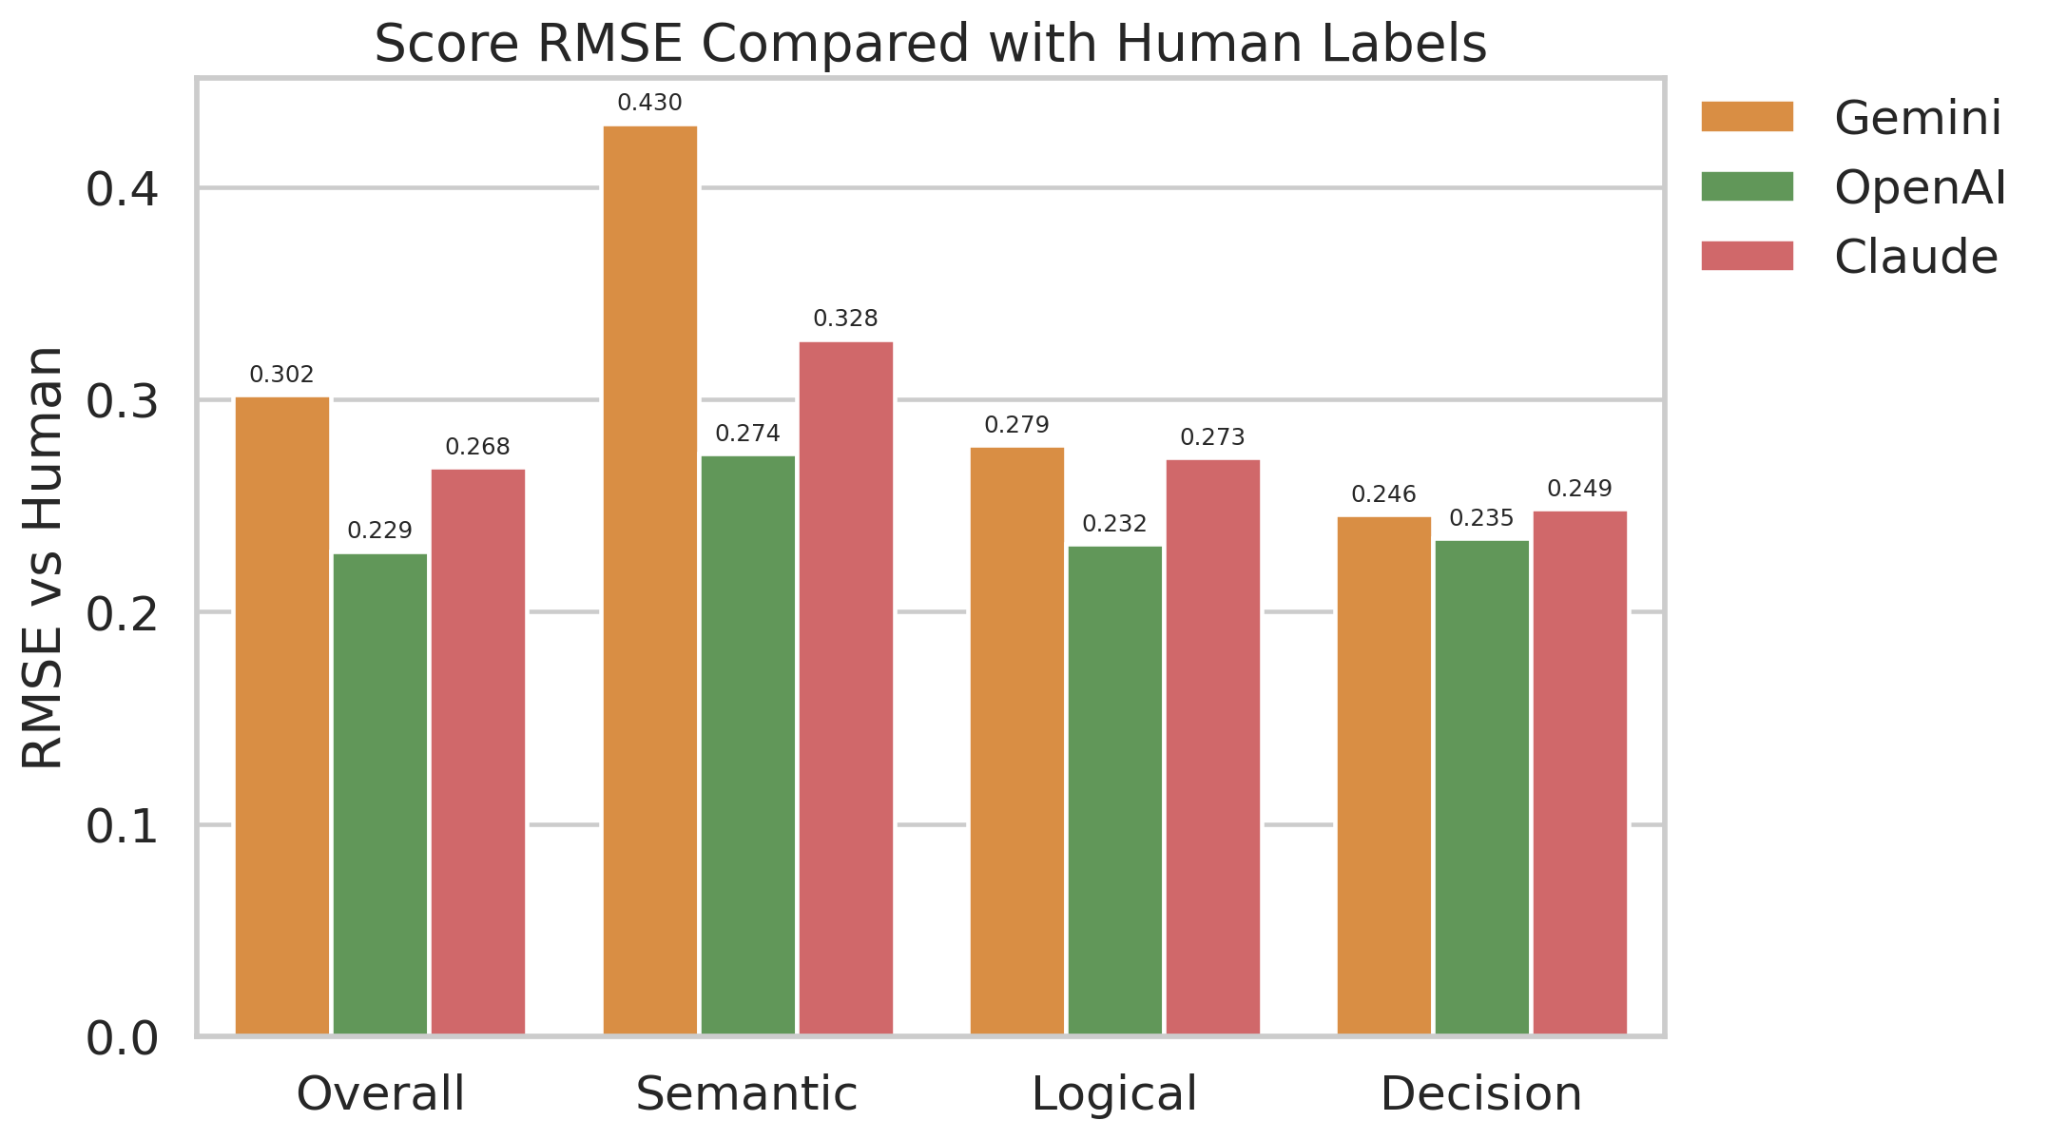 Score RMSE Compared with Human Labels
RMSE vs Human
0.4
0.3
0.2
0.1
0.0
0.302
0.229
0.268
0.430
0.274
0.328
0.279
0.232
0.273
0.246
0.235
0.249
Overall
Semantic
Logical
Decision
Gemini
OpenAI
Claude